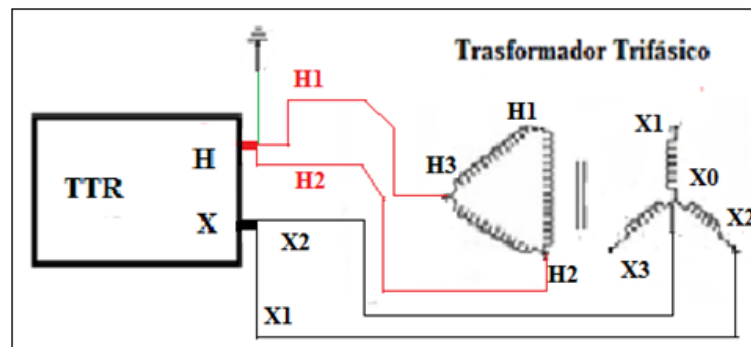 Trasformador Trifásico
H1
H1
X1
H3
H
H2
X0
TTR
X2
X
X2
H2
X3
X1